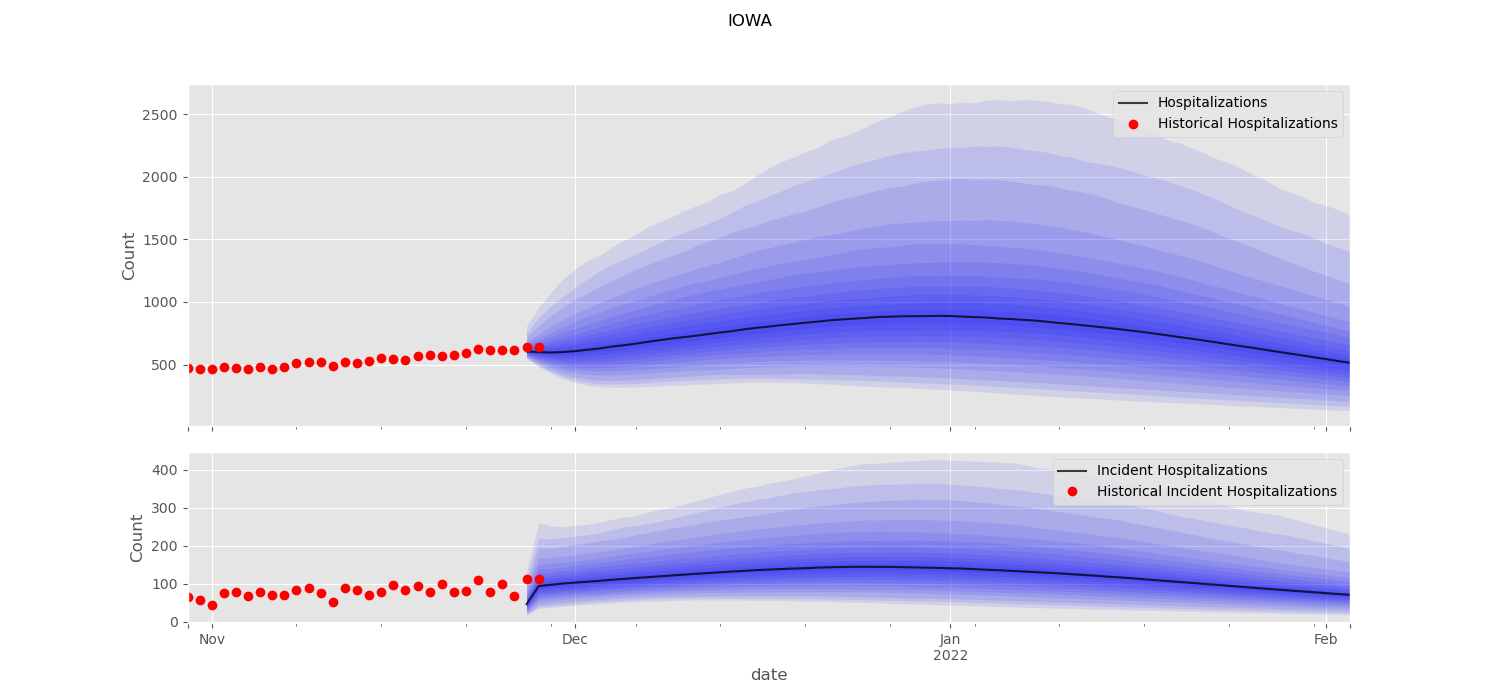 IOWA
Hospitalizations
Historical Hospitalizations
2500
2000
1500
1000
500
Count
Incident Hospitalizations
Historical Incident Hospitalizations
400
300
200
100
0
Count
Nov Dec Jan Feb
2022
date